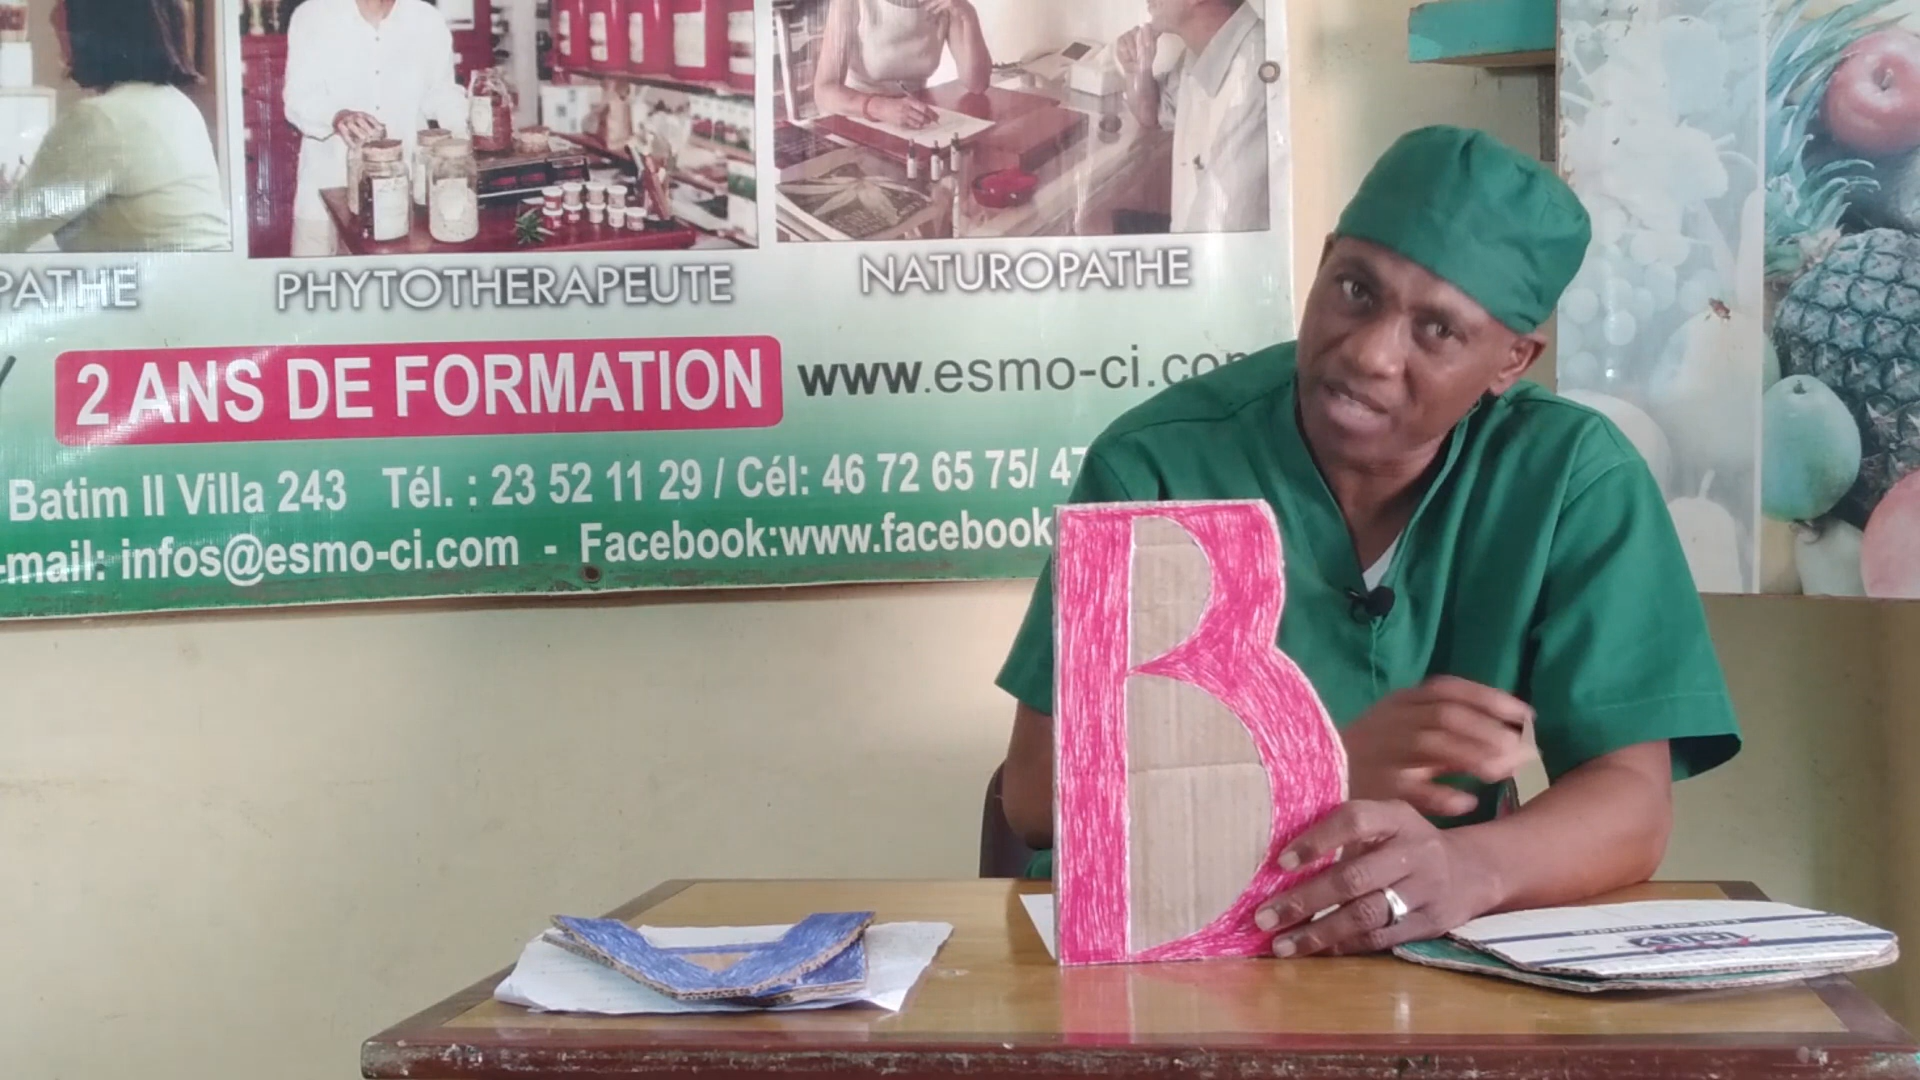 PATHE
PHYTOTHERAPEUTE
NATUROPATHE
2 ANS DE FORMATION
www.esmo-ci.co
Batim II Villa 243 Tél. : 23 52 11 29 / Cél: 46 72 65 75/ 47
-mail: infos@esmo-ci.com - Facebook:www.facebook
B